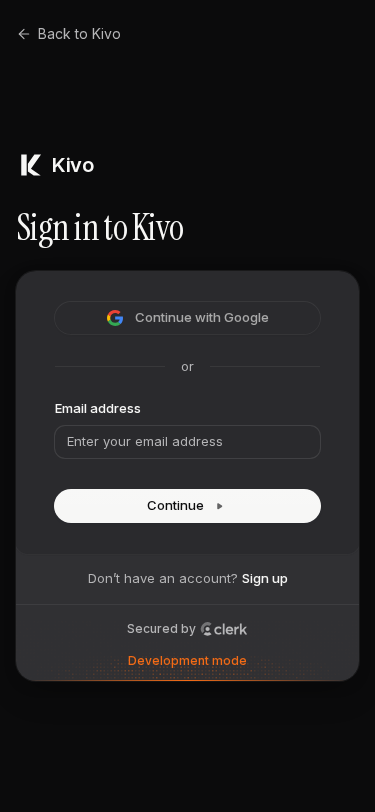 Back to Kivo
Kivo
Sign in to Kivo
Continue with Google
or
Email address
Enter your email address
Continue
Don’t have an account? Sign up
Secured by clerk
Development mode